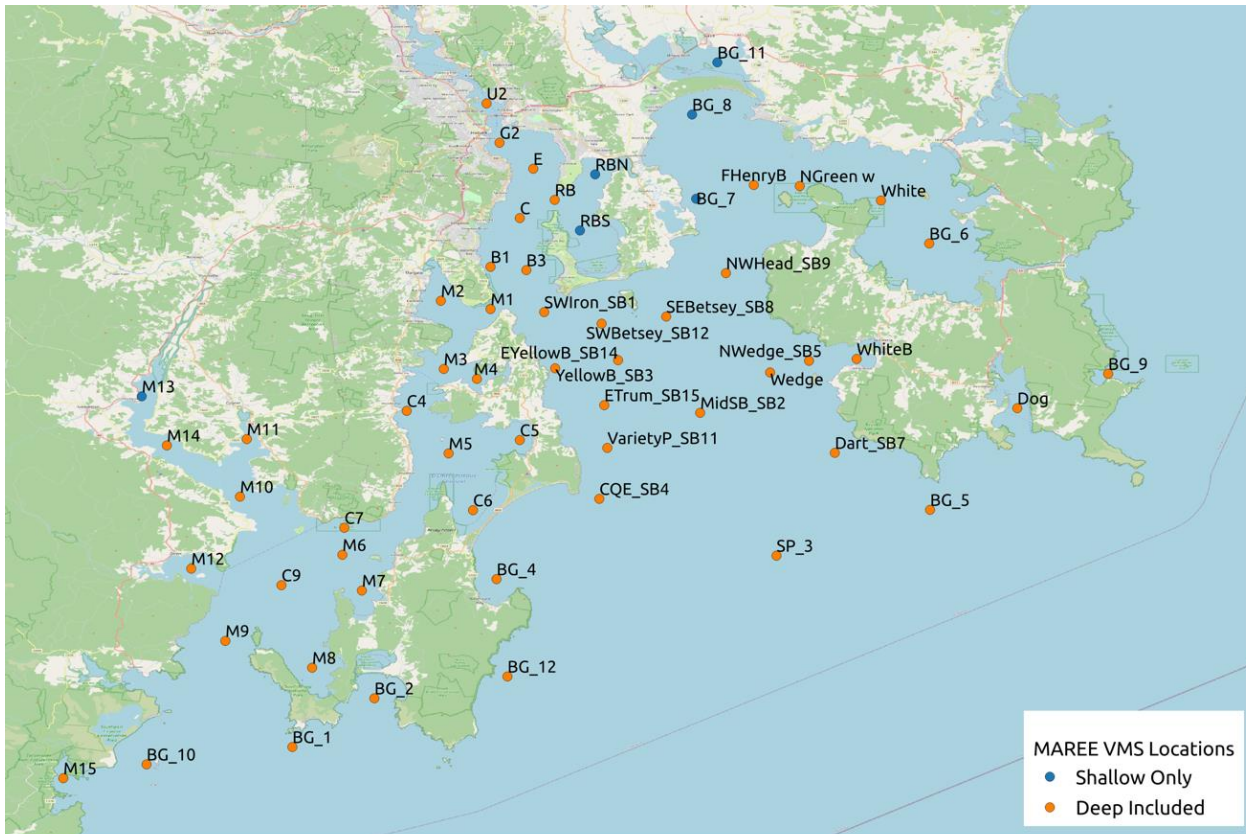 BG_11
U2
BG_8
G2
E
RBN
FHenryB
NGreen w
RB
BG_7
White
C
RBS
BG_6
B1
B3
NWHead_SB9
M2
M1
SWIron_SB1
SEBetsey_SB8
SWBetsey_SB12
M3
M4
EYellowB_SB14
YellowB_SB3
NWedge_SB5
WhiteB
Wedge
BG_9
M13
C4
ETrum_SB15
MidSB_SB2
Dog
M11
M14
M5
C5
VarietyP_SB11
Dart_SB7
M10
C6
CQE_SB4
BG_5
C7
M6
SP_3
M12
C9
M7
BG_4
M9
M8
BG_12
BG_2
BG_1
BG_10
M15
MAREE VMS Locations
Shallow Only
Deep Included